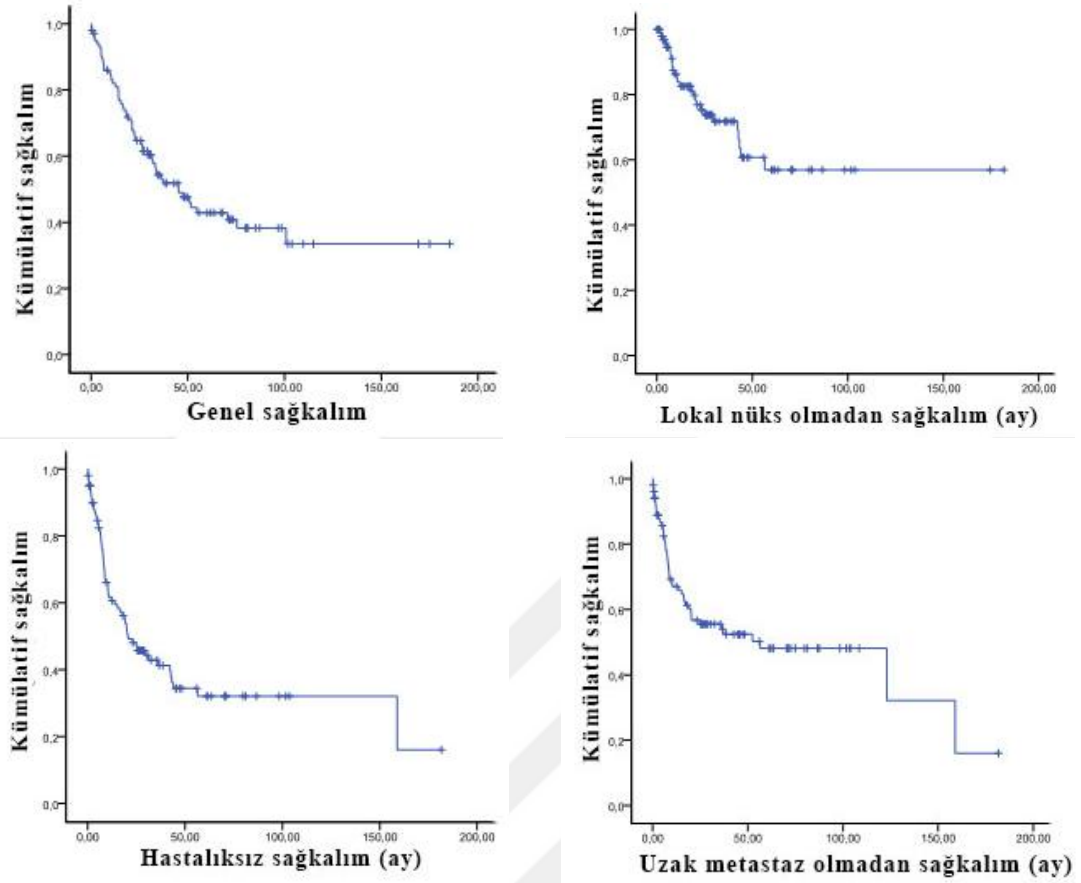 1,0
0,8
0,6
0,4
0,2
0,0
Kümülatif sağkalım
0,00 50,00 100,00 150,00 200,00
Genel sağkalım
1,0
0,8
0,6
0,4
0,2
0,0
Kümülatif sağkalım
0,00 50,00 100,00 150,00 200,00
Lokal nüks olmadan sağkalım (ay)
1,0
0,8
0,6
0,4
0,2
0,0
Kümülatif sağkalım
0,00 50,00 100,00 150,00 200,00
Hastalıksız sağkalım (ay)
1,0
0,8
0,6
0,4
0,2
0,0
Kümülatif sağkalım
0,00 50,00 100,00 150,00 200,00
Uzak metastaz olmadan sağkalım (ay)